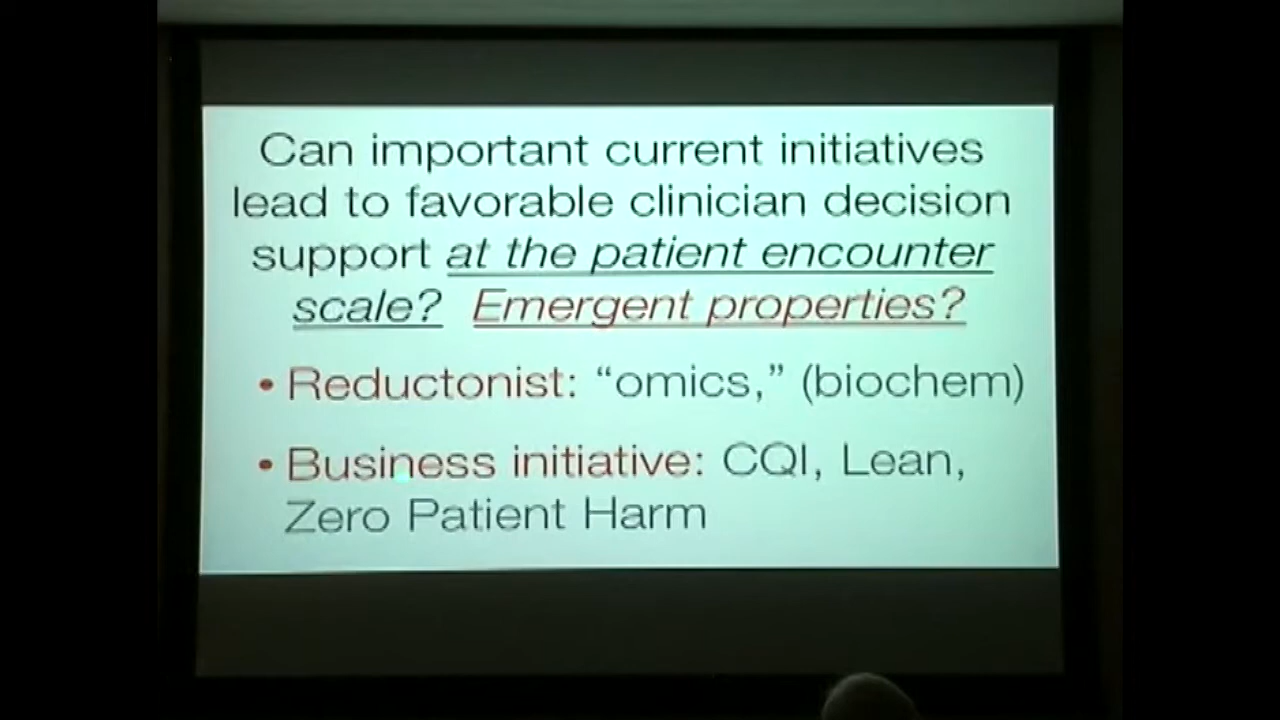 Can important current initiatives
lead to favorable clinician decision
support at the patient encounter
scale? Emergent properties?
• Reductonist: “omics,” (biochem)
• Business initiative: CQI, Lean,
Zero Patient Harm